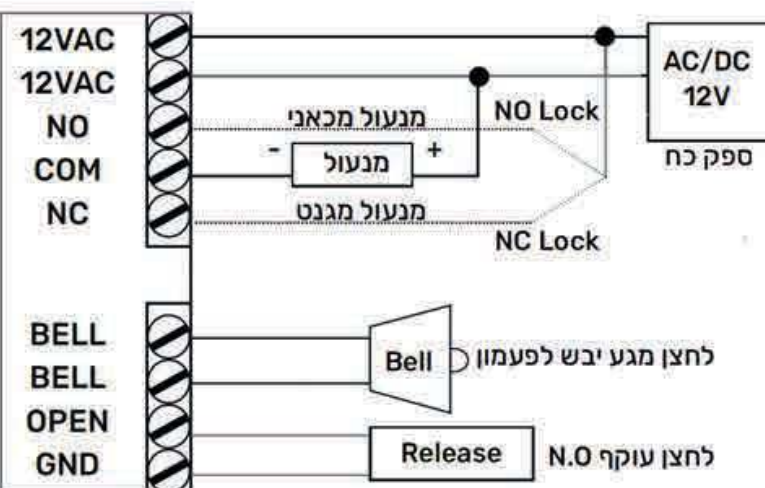 12VAC
12VAC
NO
COM
NC
AC/DC
12V
ספק כח
מנעול מכאני
NO Lock
-
מנעול
+
מנעול מגנט
NC Lock
BELL
BELL
OPEN
GND
Bell
לחצן מגע יבש לפעמון
Release
לחצן עוקף N.O